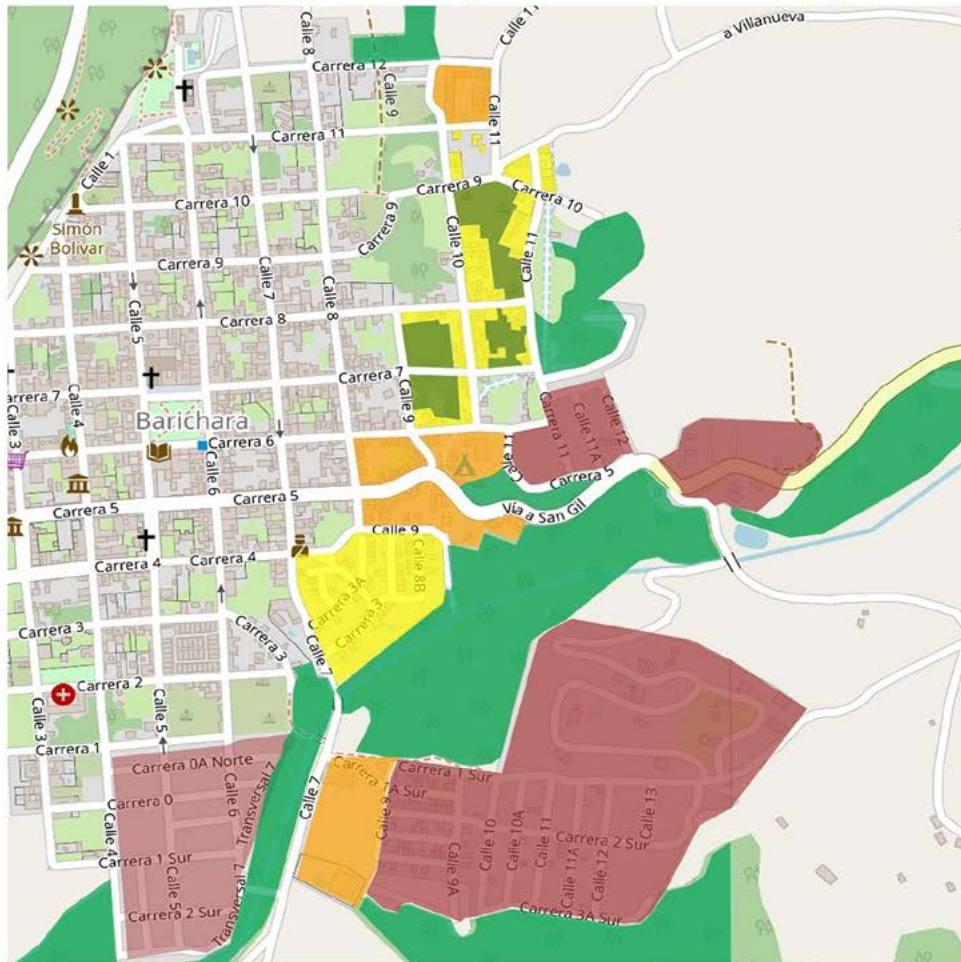 Calle 8
Calle 1
a Villanueva
Carrera 12
Calle 9
Calle 11
Carrera 11
Calle 1
Carrera 9
Carrera 10
Carrera 10
Simón
Bolívar
Carrera 9
Carrera 9
Calle 10
Calle 11
Calle 7
Calle 8
Calle 5
Carrera 8
Carrera 7
Carrera 7
Calle 4
Calle 9
Calle 3
Barichara
Carrera 6
Calle 6
Calle 11
Carrera 11
Calle 11A
Calle 12
Carrera 5
Carrera 5
Carrera 5
Vía a San Gil
Calle 9
Carrera 4
Carrera 4
Calle 8B
Carrera 3A
Carrera 3
Carrera 3
Carrera 3
Calle 7
Carrera 2
Calle 3
Calle 5
Carrera 1
Carrera 0A Norte
Carrera 0
Calle 6
Transversal 7
Calle 7
Carrera 1 Sur
Carrera 1A Sur
Calle 9
Calle 4
Carrera 1 Sur
Calle 5
Carrera 2 Sur
Transversal 7
Calle 9A
Calle 10
Calle 10A
Calle 11
Calle 11A
Calle 12
Calle 13
Carrera 2 Sur
Carrera 3A Sur